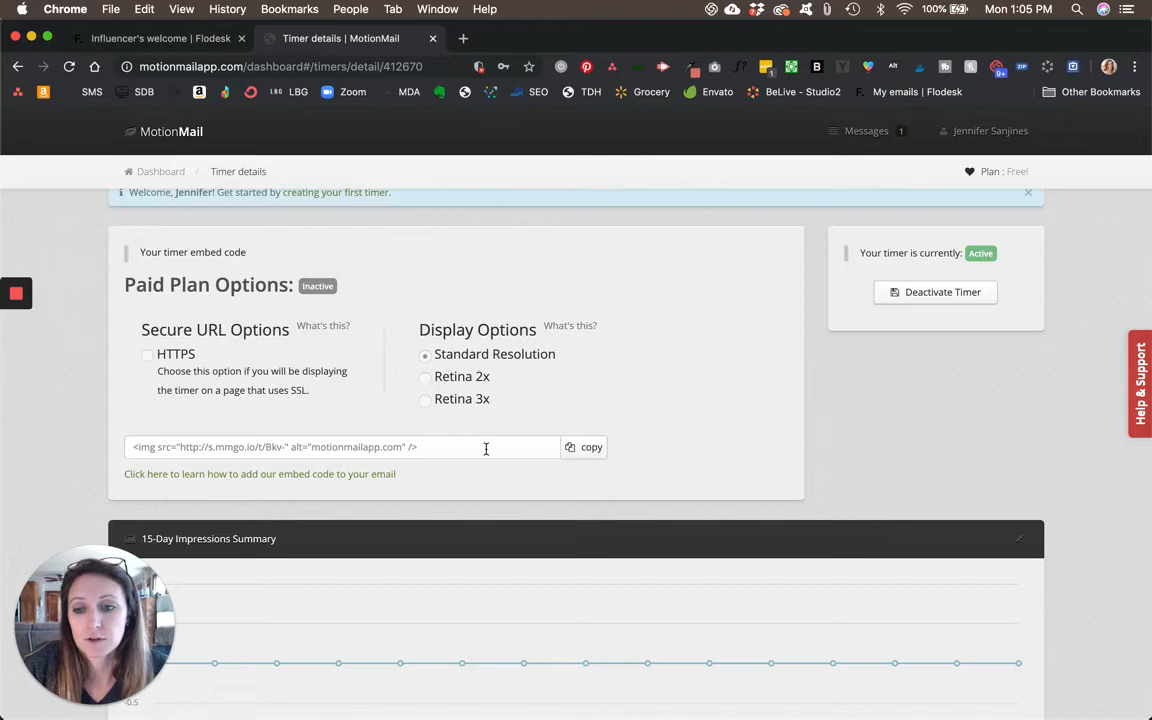 Chrome File Edit View History Bookmarks People Tab Window Help 100% Mon 1:05 PM
Influencer's welcome | Flodesk Timer details | MotionMail
motionmailapp.com/dashboard#/timers/detail/412670
SMS SDB LBG LBG Zoom MDA SEO TDH Grocery Envato BeLive - Studio2 My emails | Flodesk Other Bookmarks
MotionMail Messages 1 Jennifer Sanjines
Dashboard / Timer details Plan : Free!
Welcome, Jennifer! Get started by creating your first timer. ×
Your timer embed code
Your timer is currently: Active
Paid Plan Options: Inactive
Deactivate Timer
Secure URL Options What's this?
Display Options What's this?
HTTPS
Standard Resolution
Choose this option if you will be displaying
the timer on a page that uses SSL.
Retina 2x
Retina 3x
<img src="http://s.mmgo.io/t/Bkv-" alt="motionmailapp.com" /> copy
Click here to learn how to add our embed code to your email
Help & Support
15-Day Impressions Summary
-0.5